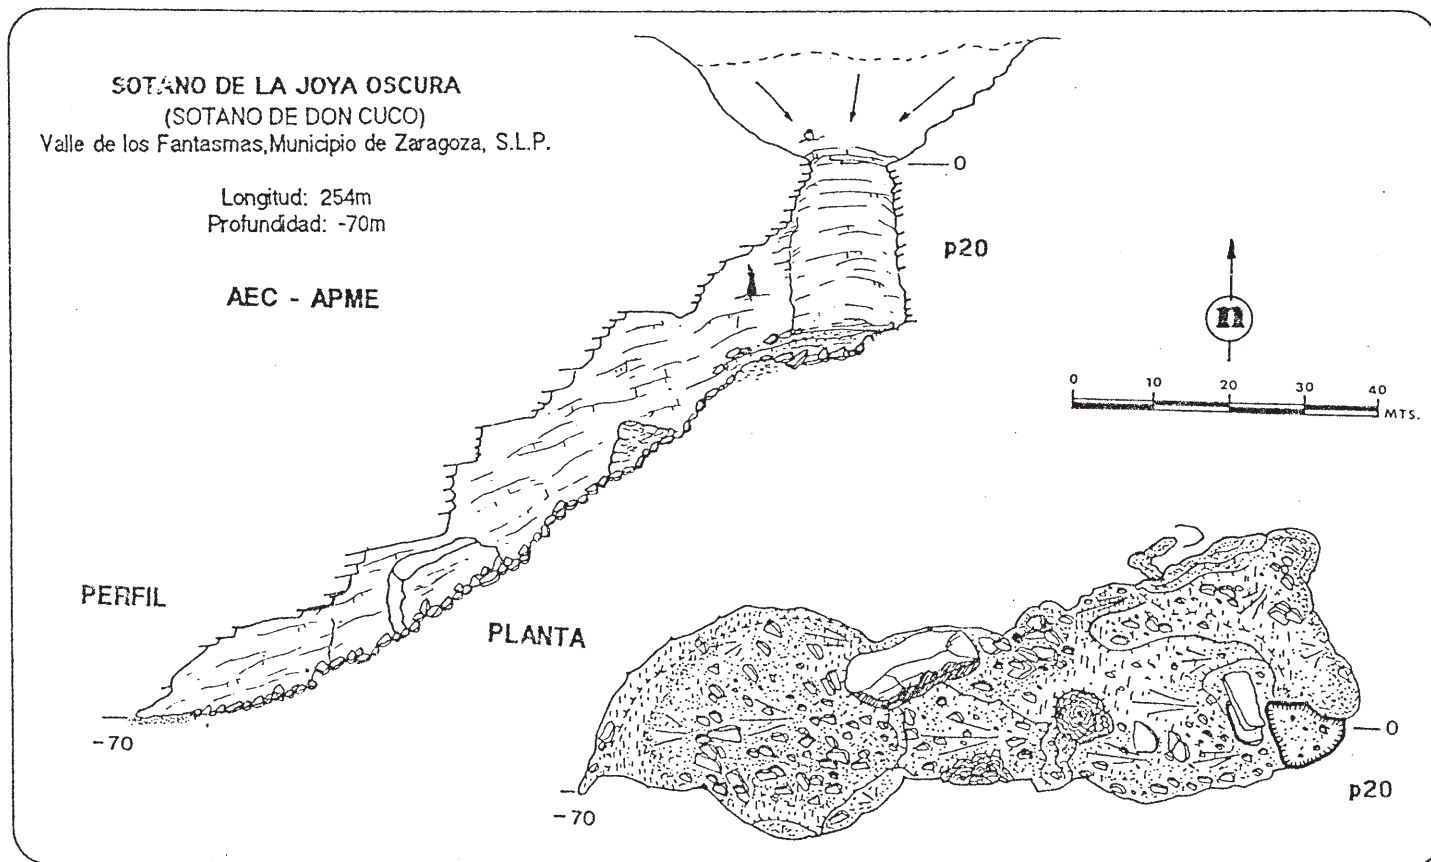 SOTANO DE LA JOYA OSCURA
(SOTANO DE DON CUCO)
Valle de los Fantasmas,Municipio de Zaragoza, S.L.P.
Longitud: 254m
Profundidad: -70m
AEC - APME
0
p20
n
0 10 20 30 40
MTS.
PERFIL
-70
PLANTA
0
p20
-70